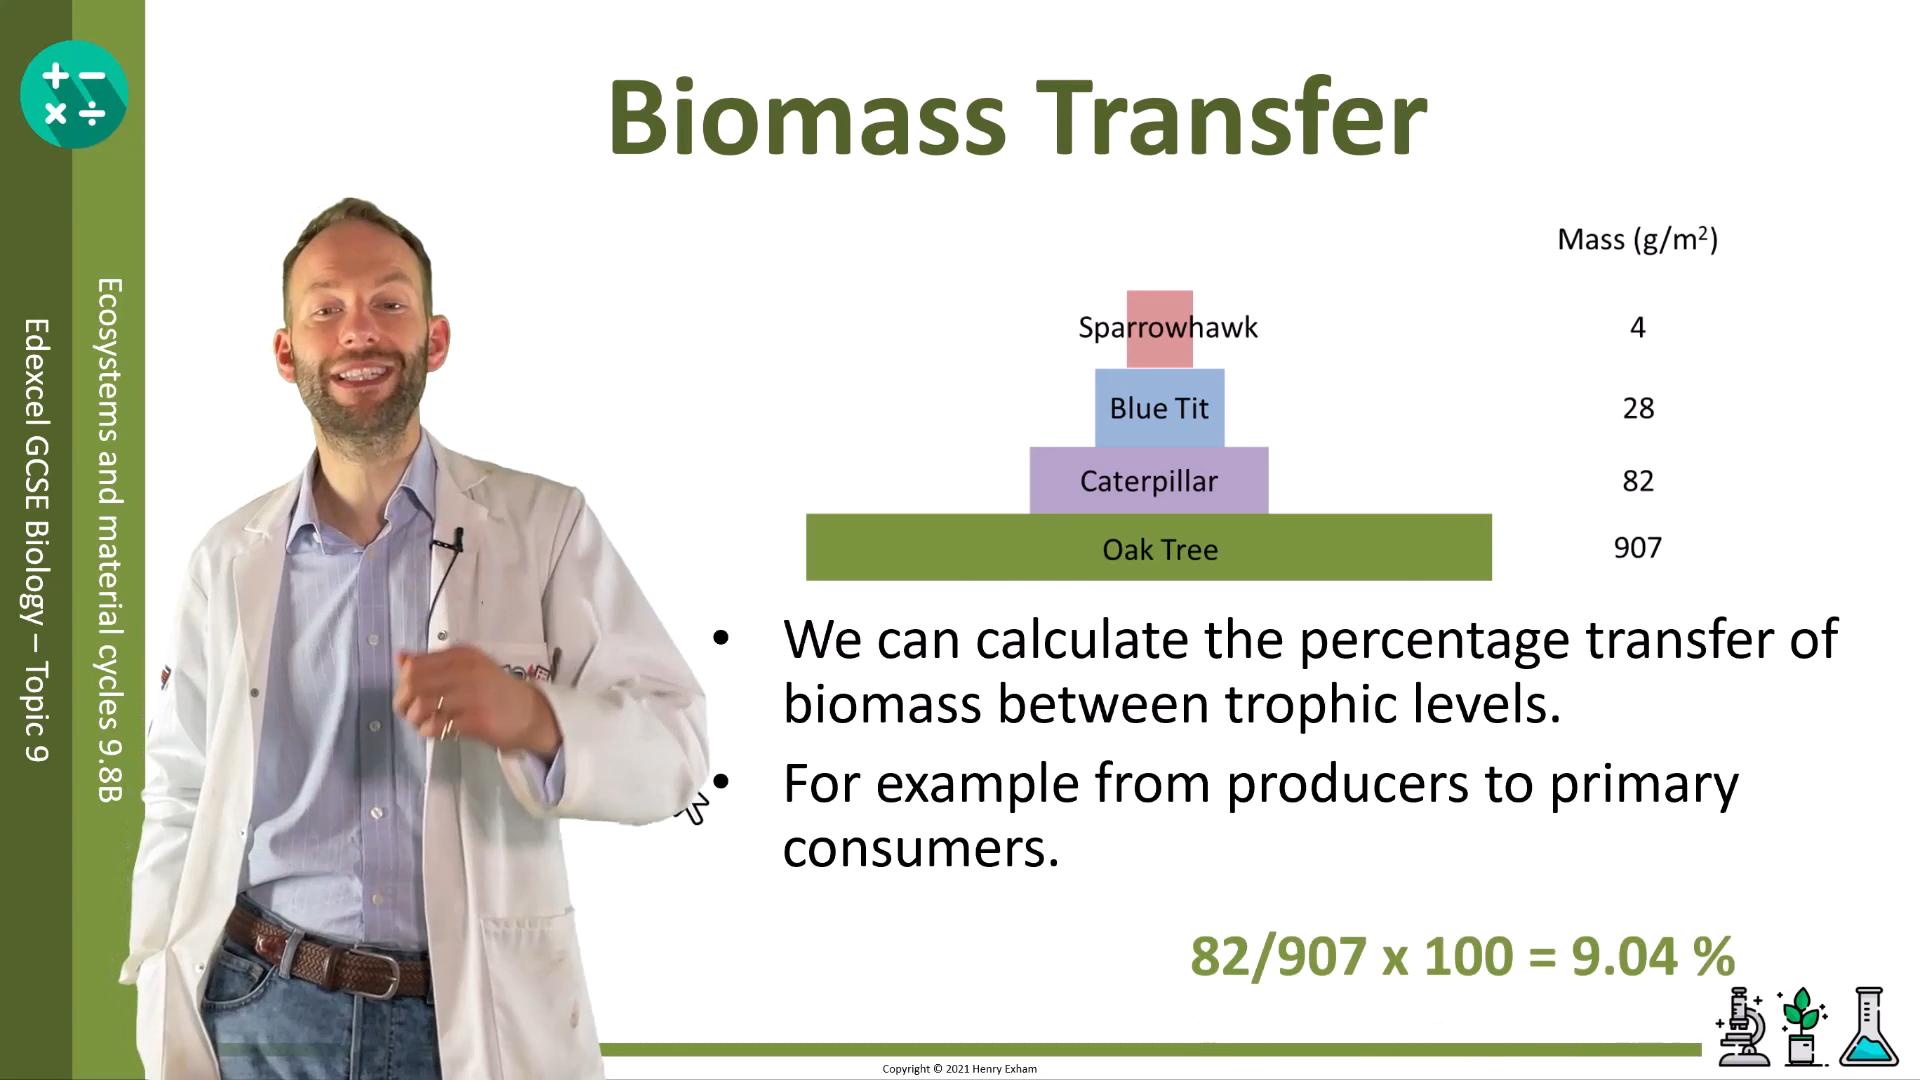 Biomass Transfer
Edexcel GCSE Biology – Topic 9
Ecosystems and material cycles 9.8B
Mass (g/m²)
Sparrowhawk 4
Blue Tit 28
Caterpillar 82
Oak Tree 907
• We can calculate the percentage transfer of
biomass between trophic levels.
• For example from producers to primary
consumers.
82/907 x 100 = 9.04 %
Copyright © 2021 Henry Exham